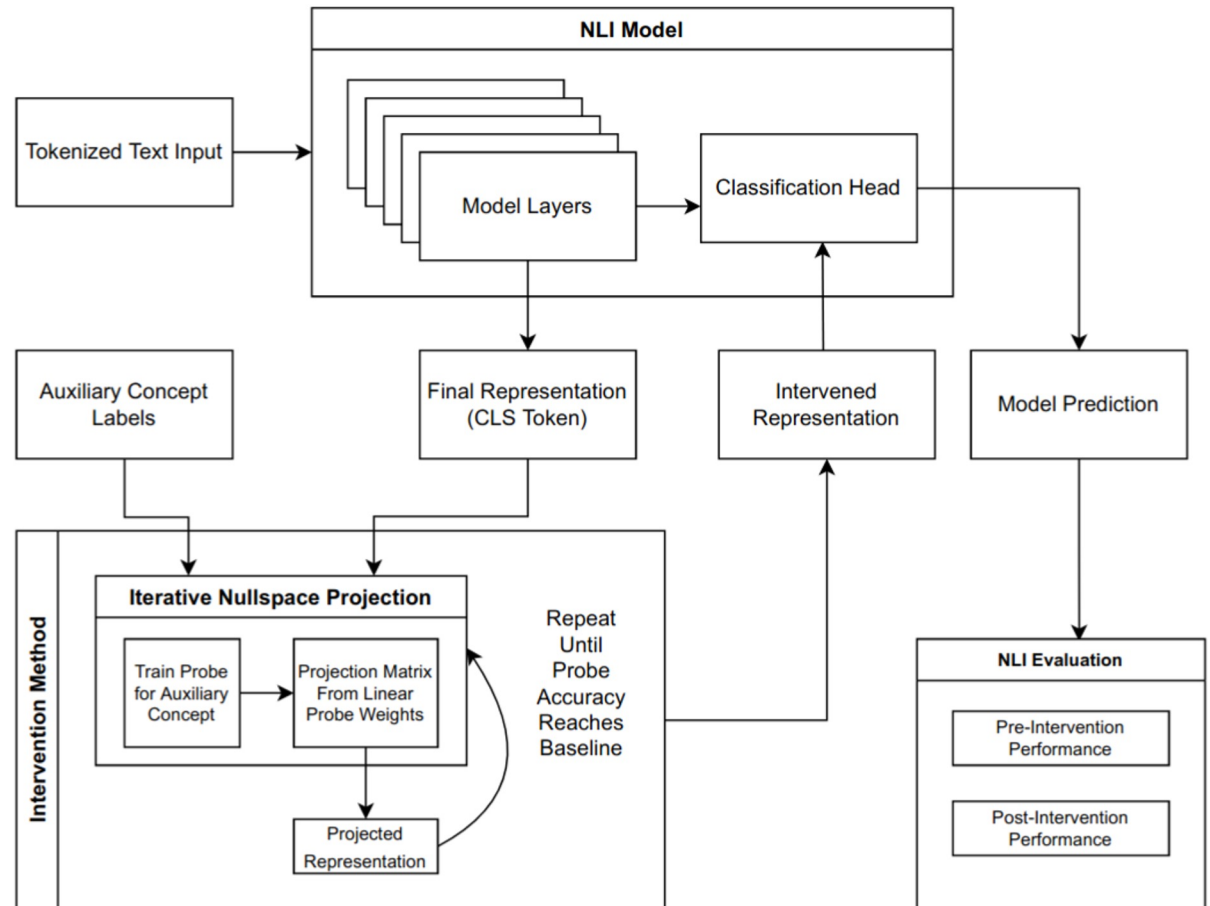 NLI Model
Tokenized Text Input
Model Layers
Classification Head
Auxiliary Concept
Labels
Final Representation
(CLS Token)
Intervened
Representation
Model Prediction
Intervention Method
Iterative Nullspace Projection
Train Probe
for Auxiliary
Concept
Projection Matrix
From Linear
Probe Weights
Projected
Representation
Repeat
Until
Probe
Accuracy
Reaches
Baseline
NLI Evaluation
Pre-Intervention
Performance
Post-Intervention
Performance